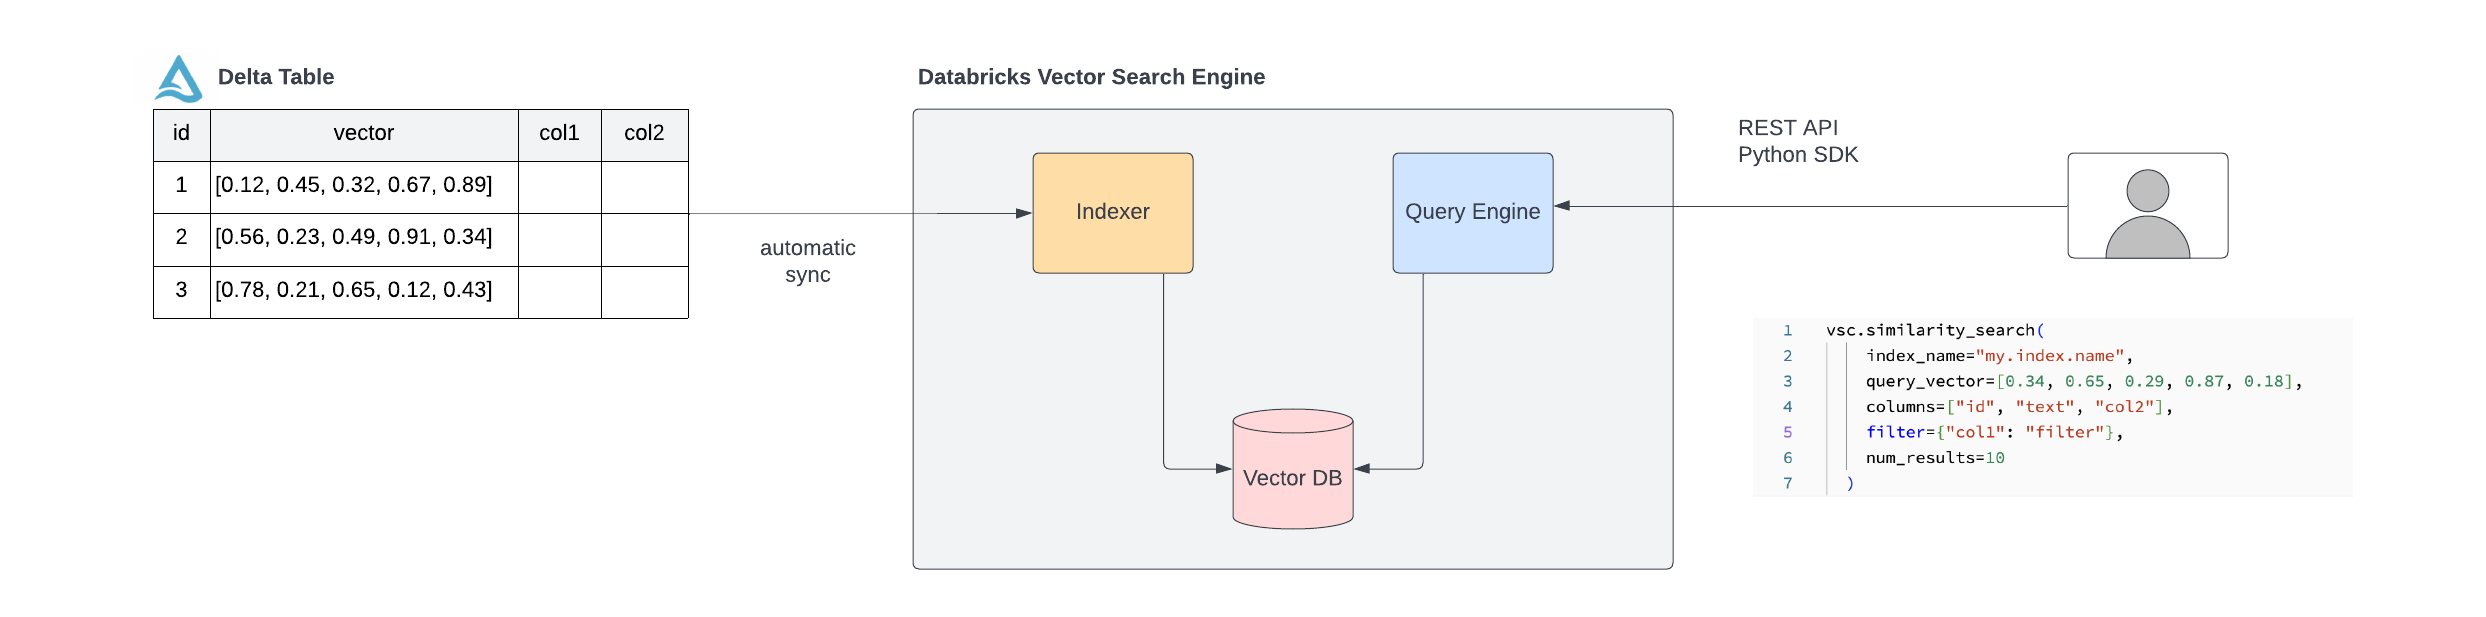 Delta Table
id vector col1 col2
1 [0.12, 0.45, 0.32, 0.67, 0.89]
2 [0.56, 0.23, 0.49, 0.91, 0.34]
3 [0.78, 0.21, 0.65, 0.12, 0.43]
automatic
sync
Databricks Vector Search Engine
Indexer
Query Engine
Vector DB
REST API
Python SDK
1 vsc.similarity_search(
2 index_name="my.index.name",
3 query_vector=[0.34, 0.65, 0.29, 0.87, 0.18],
4 columns=["id", "text", "col2"],
5 filter={"col1": "filter"},
6 num_results=10
7 )